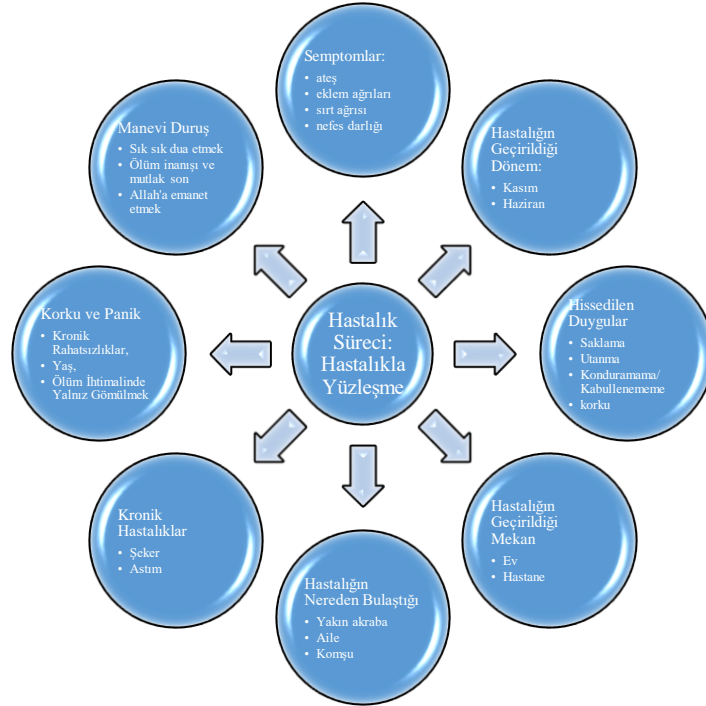 Semptomlar:
• ateş
• eklem ağrıları
• sırt ağrısı
• nefes darlığı
Hastalığın
Geçirildiği
Dönem:
• Kasım
• Haziran
Hissedilen
Duygular
• Saklama
• Utanma
• Konduramama/
Kabullenememe
• korku
Hastalığın
Geçirildiği
Mekan
• Ev
• Hastane
Hastalığın
Nereden Bulaştığı
• Yakın akraba
• Aile
• Komşu
Kronik
Hastalıklar
• Şeker
• Astım
Korku ve Panik
• Kronik
Rahatsızlıklar,
• Yaş,
• Ölüm İhtimalinde
Yalnız Gömülmek
Manevi Duruş
• Sık sık dua etmek
• Ölüm inanışı ve
mutlak son
• Allah'a emanet
etmek
Hastalık
Süreci:
Hastalıkla
Yüzleşme